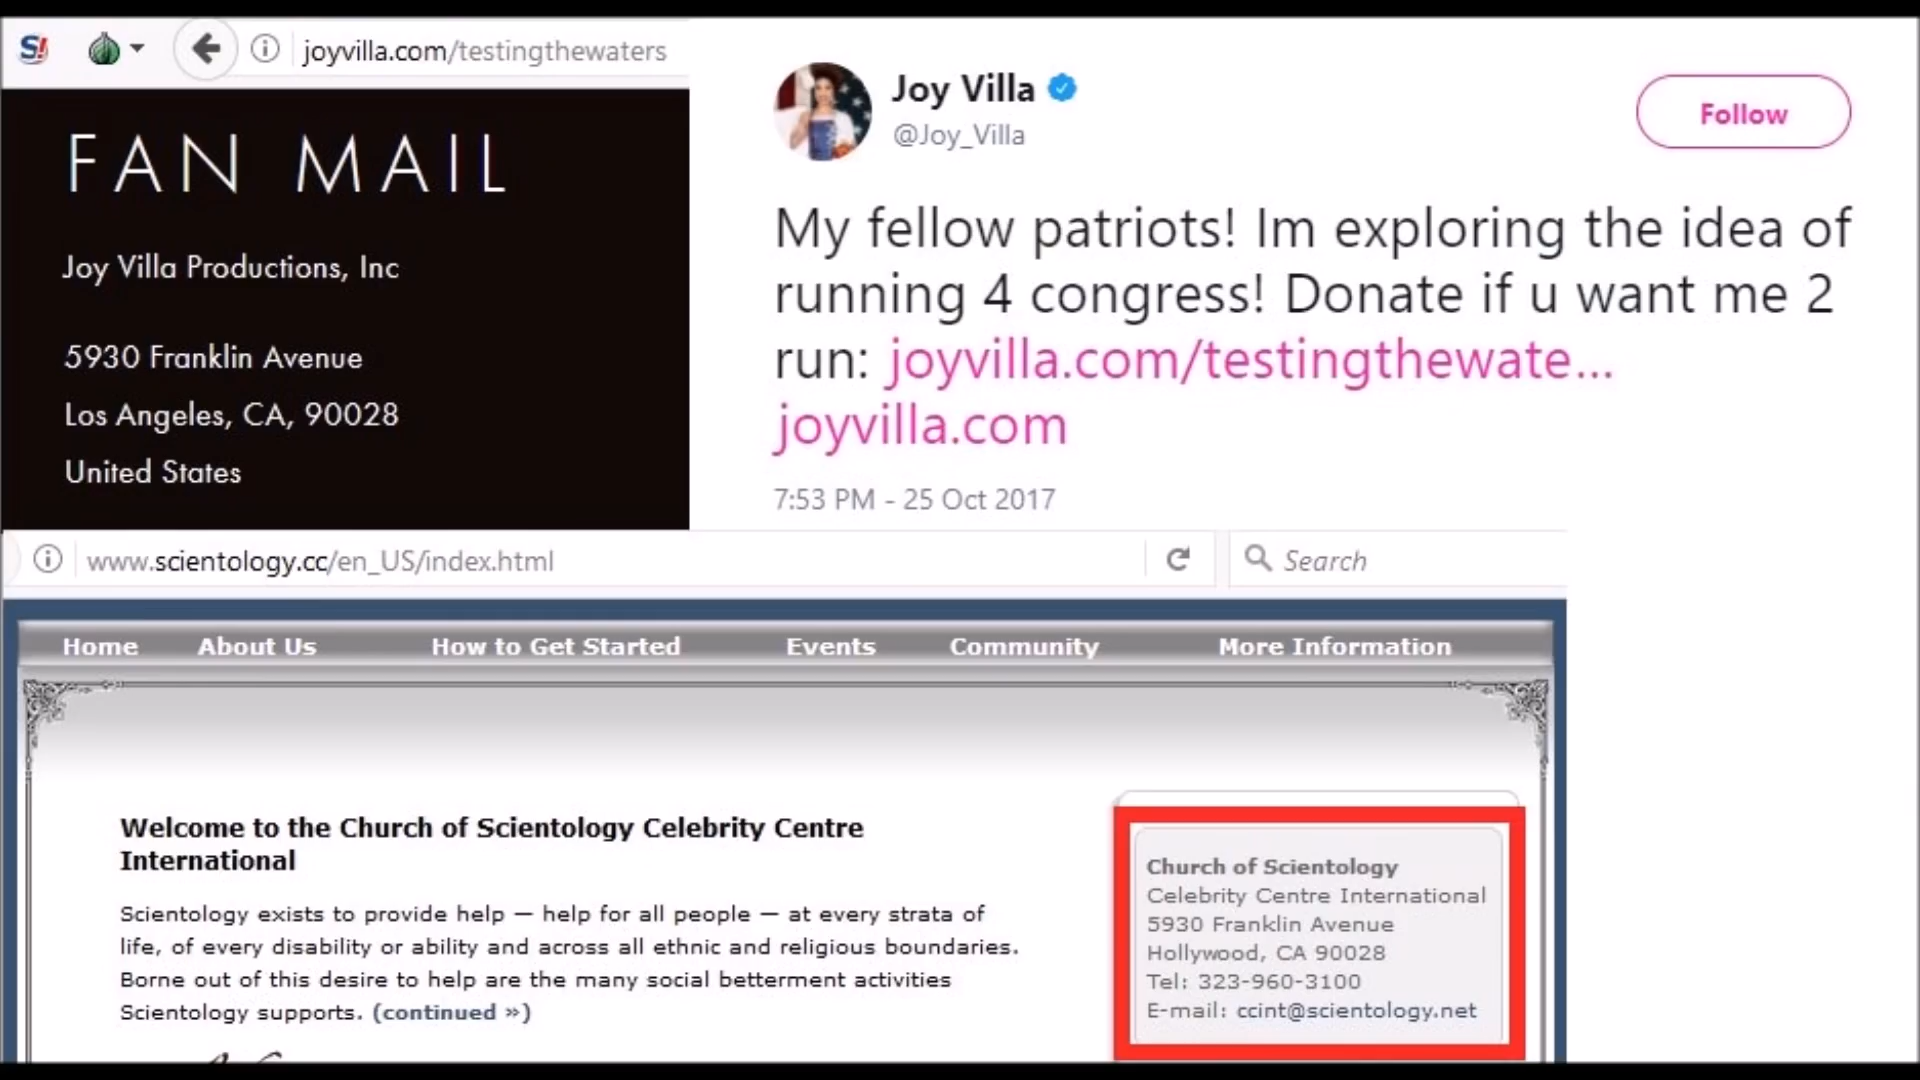 S!
joyvilla.com/testingthewaters
FAN MAIL
Joy Villa Productions, Inc
5930 Franklin Avenue
Los Angeles, CA, 90028
United States
Joy Villa
@Joy_Villa
Follow
My fellow patriots! Im exploring the idea of
running 4 congress! Donate if u want me 2
run: joyvilla.com/testingthewate...
joyvilla.com
7:53 PM - 25 Oct 2017
www.scientology.cc/en_US/index.html
Search
Home About Us How to Get Started Events Community More Information
Welcome to the Church of Scientology Celebrity Centre
International
Scientology exists to provide help — help for all people — at every strata of
life, of every disability or ability and across all ethnic and religious boundaries.
Borne out of this desire to help are the many social betterment activities
Scientology supports. (continued »)
Church of Scientology
Celebrity Centre International
5930 Franklin Avenue
Hollywood, CA 90028
Tel: 323-960-3100
E-mail: ccint@scientology.net